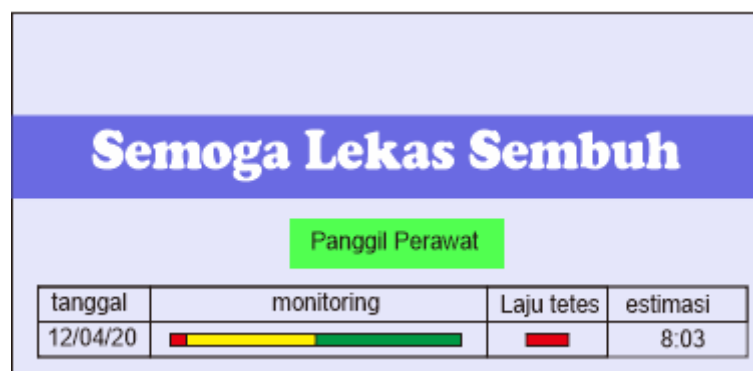 Semoga Lekas Sembuh
Panggil Perawat
tanggal monitoring Laju tetes estimasi
12/04/20 8:03